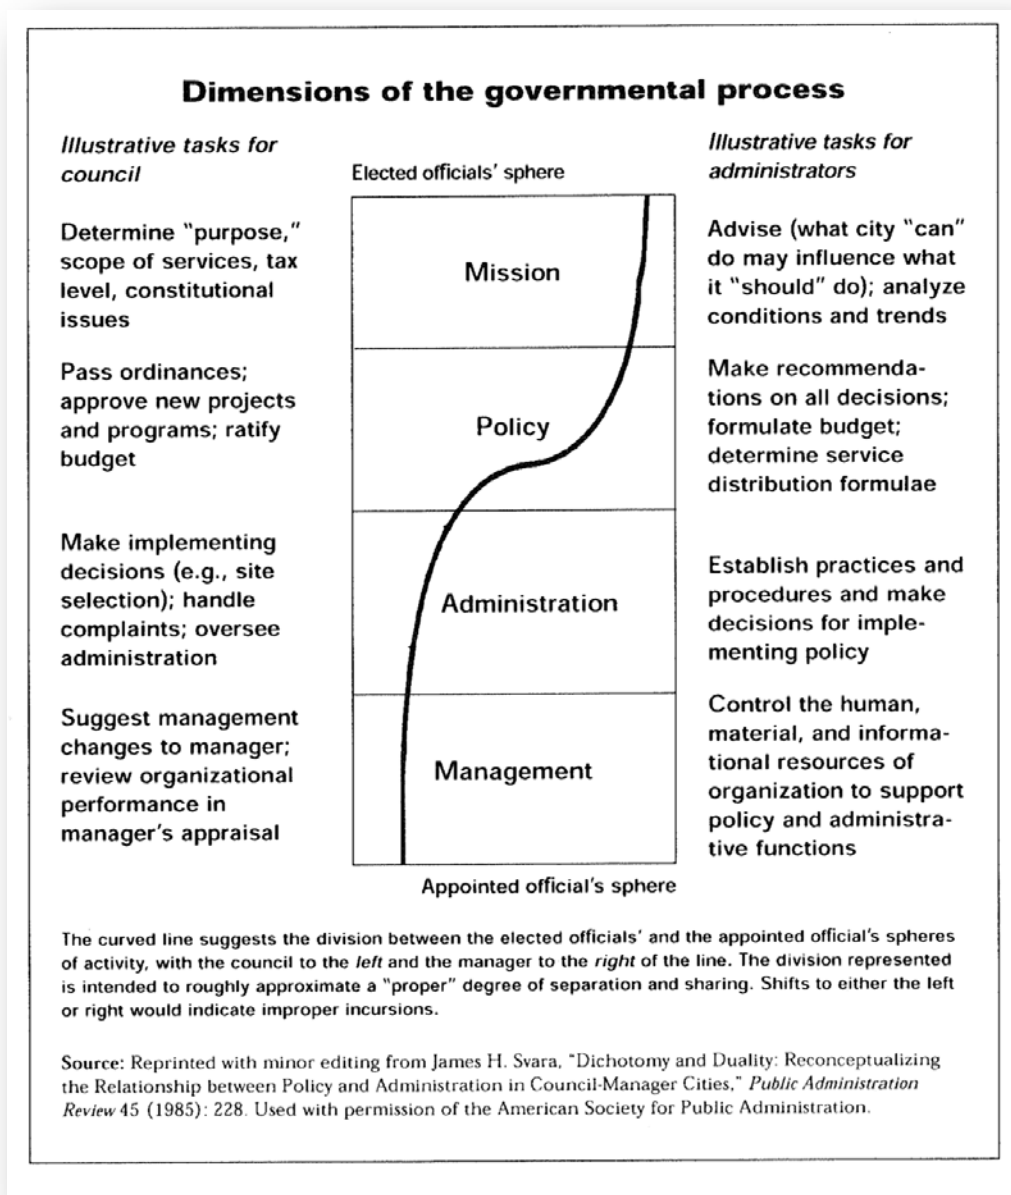 Dimensions of the governmental process
Illustrative tasks for
council
Elected officials' sphere
Illustrative tasks for
administrators
Determine "purpose,"
scope of services, tax
level, constitutional
issues
Mission
Advise (what city "can"
do may influence what
it "should" do); analyze
conditions and trends
Pass ordinances;
approve new projects
and programs; ratify
budget
Policy
Make recommenda-
tions on all decisions;
formulate budget;
determine service
distribution formulae
Make implementing
decisions (e.g., site
selection); handle
complaints; oversee
administration
Administration
Establish practices and
procedures and make
decisions for imple-
menting policy
Suggest management
changes to manager;
review organizational
performance in
manager's appraisal
Management
Control the human,
material, and informa-
tional resources of
organization to support
policy and administra-
tive functions
Appointed official's sphere
The curved line suggests the division between the elected officials' and the appointed official's spheres
of activity, with the council to the left and the manager to the right of the line. The division represented
is intended to roughly approximate a "proper" degree of separation and sharing. Shifts to either the left
or right would indicate improper incursions.
Source: Reprinted with minor editing from James H. Svara, "Dichotomy and Duality: Reconceptualizing
the Relationship between Policy and Administration in Council-Manager Cities," Public Administration
Review 45 (1985): 228. Used with permission of the American Society for Public Administration.